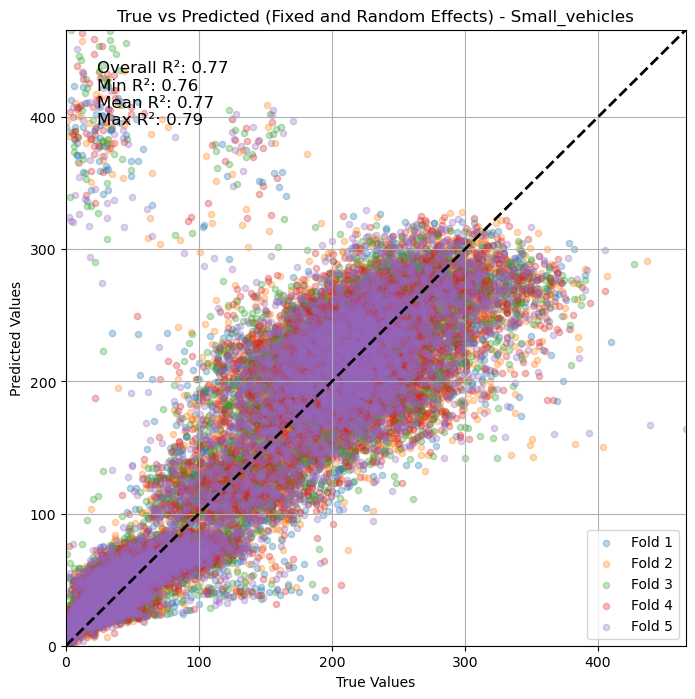 True vs Predicted (Fixed and Random Effects) - Small_vehicles
Overall R²: 0.77
Min R²: 0.76
Mean R²: 0.77
Max R²: 0.79
400
300
200
100
0
Predicted Values
0 100 200 300 400
True Values
Fold 1
Fold 2
Fold 3
Fold 4
Fold 5